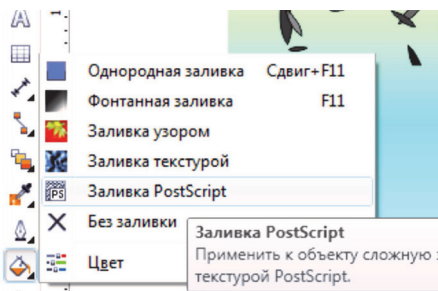 Однородная заливка Сдвиг+F11
Фонтанная заливка F11
Заливка узором
Заливка текстурой
PS Заливка PostScript
Без заливки
Цвет
Заливка PostScript
Применить к объекту сложную
текстурой PostScript.